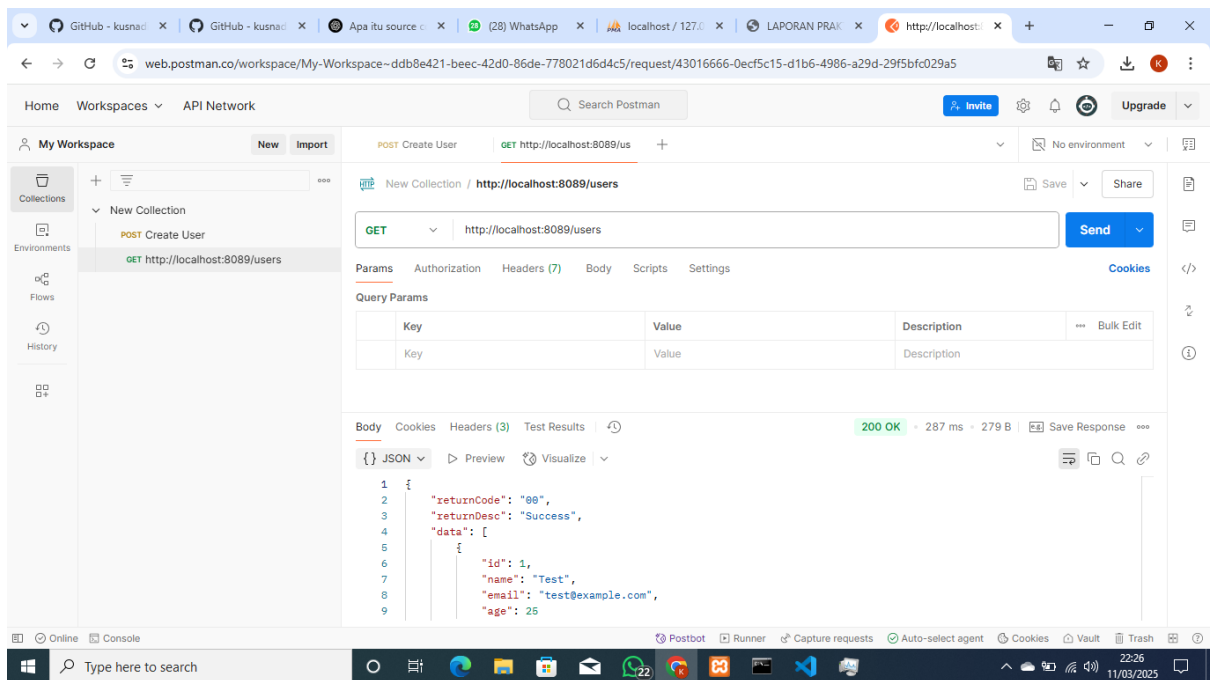 GitHub - kusnad
GitHub - kusnad
Apa itu source c
(28) WhatsApp
localhost / 127.0
LAPORAN PRAK
http://localhost:
web.postman.co/workspace/My-Workspace~ddb8e421-beec-42d0-86de-778021d6d4c5/request/43016666-0ecf5c15-d1b6-4986-a29d-29f5bfc029a5
K
Home Workspaces API Network
Search Postman
Invite
Upgrade
My Workspace
New Import
POST Create User
GET http://localhost:8089/us
No environment
Collections
Environments
Flows
History
New Collection
POST Create User
GET http://localhost:8089/users
HTTP New Collection / http://localhost:8089/users
Save
Share
GET http://localhost:8089/users
Send
Params Authorization Headers (7) Body Scripts Settings
Cookies
Query Params
Key Value Description
Bulk Edit
Key Value Description
Body Cookies Headers (3) Test Results
200 OK • 287 ms • 279 B
e.g. Save Response
{} JSON Preview Visualize
1 {
2 "returnCode": "00",
3 "returnDesc": "Success",
4 "data": [
5 {
6 "id": 1,
7 "name": "Test",
8 "email": "test@example.com",
9 "age": 25
Online Console
Postbot Runner Capture requests Auto-select agent Cookies Vault Trash
Type here to search
22
K
22:26
11/03/2025